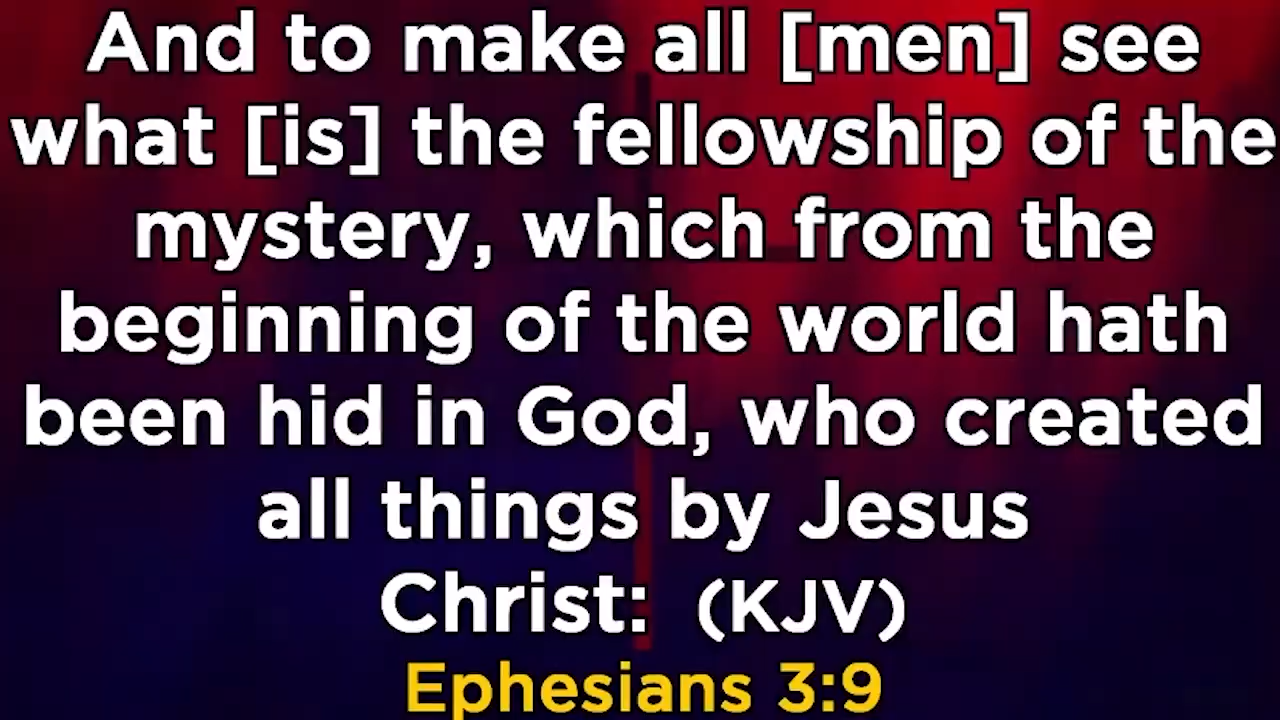 And to make all [men] see
what [is] the fellowship of the
mystery, which from the
beginning of the world hath
been hid in God, who created
all things by Jesus
Christ: (KJV)
Ephesians 3:9